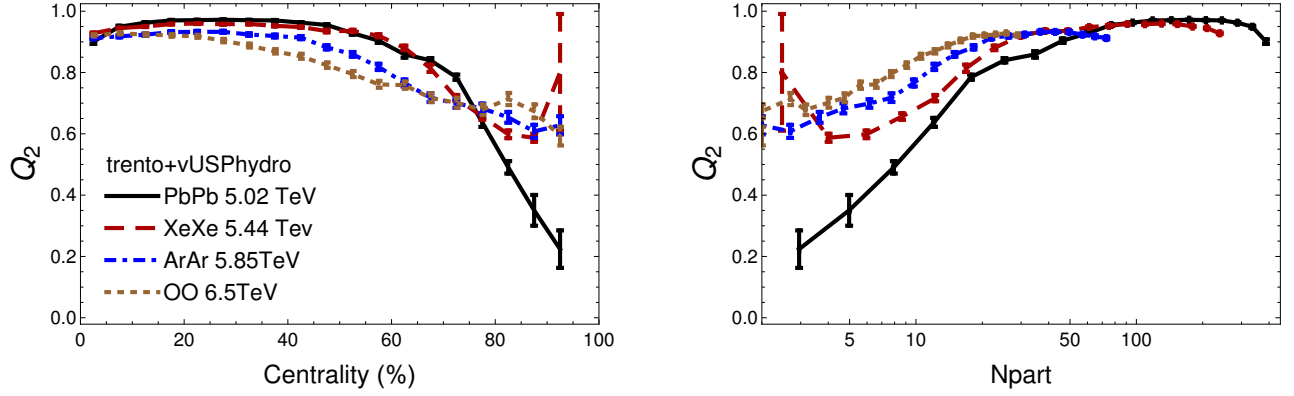 Q2
1.0
0.8
0.6
0.4
0.2
0.0
trento+vUSPhydro
PbPb 5.02 TeV
XeXe 5.44 Tev
ArAr 5.85TeV
OO 6.5TeV
0 20 40 60 80 100
Centrality (%)
Q2
1.0
0.8
0.6
0.4
0.2
0.0
5 10 50 100
Npart